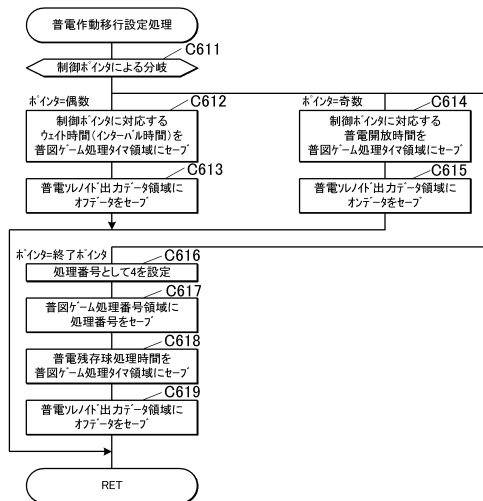 普電作動移行設定処理
C611
制御ポインタによる分岐
ポインタ=偶数
C612
制御ポインタに対応する
ウェイト時間(インターバル時間)を
普図ゲーム処理タイマ領域にセーブ
C613
普電ソレノイド出力データ領域に
オフデータをセーブ
ポインタ=奇数
C614
制御ポインタに対応する
普電開放時間を
普図ゲーム処理タイマ領域にセーブ
C615
普電ソレノイド出力データ領域に
オンデータをセーブ
ポインタ=終了ポインタ
C616
処理番号として4を設定
C617
普図ゲーム処理番号領域に
処理番号をセーブ
C618
普電残存球処理時間を
普図ゲーム処理タイマ領域にセーブ
C619
普電ソレノイド出力データ領域に
オフデータをセーブ
RET